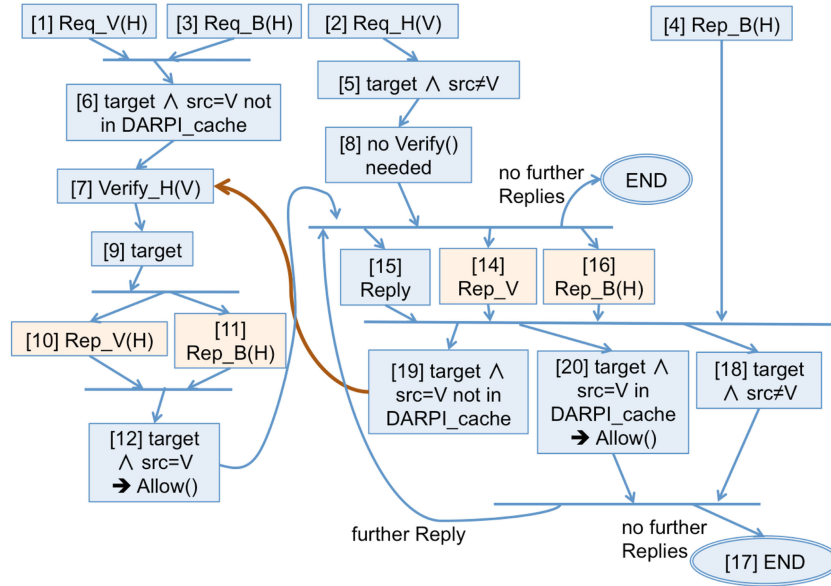 [1] Req_V(H)
[3] Req_B(H)
[2] Req_H(V)
[4] Rep_B(H)
[6] target ∧ src=V not
in DARPI_cache
[5] target ∧ src≠V
[8] no Verify()
needed
[7] Verify_H(V)
no further
Replies
END
[9] target
[15]
Reply
[14]
Rep_V
[16]
Rep_B(H)
[10] Rep_V(H)
[11]
Rep_B(H)
[19] target ∧
src=V not in
DARPI_cache
[20] target ∧
src=V in
DARPI_cache
➔ Allow()
[18] target
∧ src≠V
[12] target
∧ src=V
➔ Allow()
further Reply
no further
Replies
[17] END